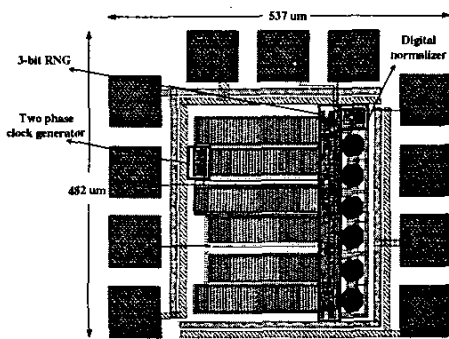 537 um
3-bit RNG
Digital
normalizer
Two phase
clock generator
482 um